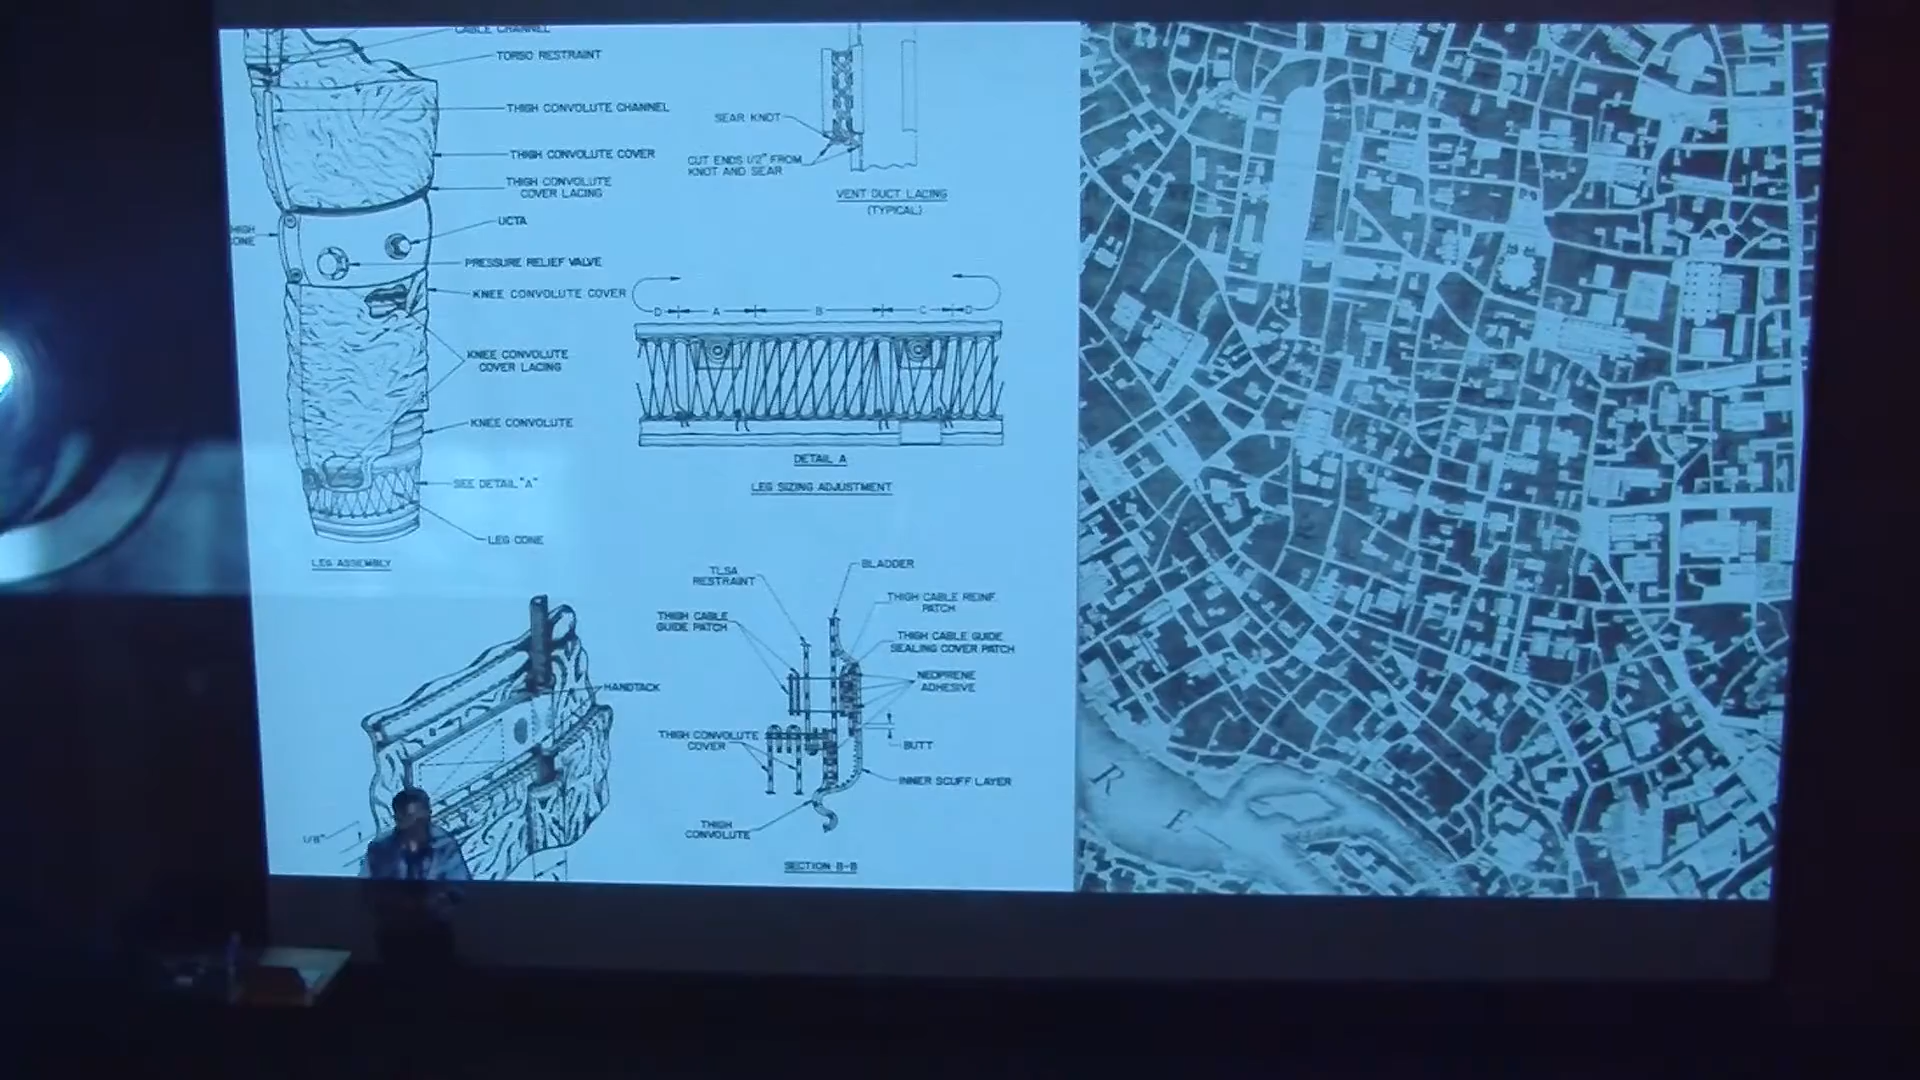 CABLE CHANNEL
TORSO RESTRAINT
THIGH CONVOLUTE CHANNEL
THIGH CONVOLUTE COVER
THIGH CONVOLUTE
COVER LACING
UCTA
PRESSURE RELIEF VALVE
KNEE CONVOLUTE COVER
KNEE CONVOLUTE
COVER LACING
KNEE CONVOLUTE
SEE DETAIL "A"
LEG CONE
LEG ASSEMBLY
SEAR KNOT
CUT ENDS 1/2" FROM
KNOT AND SEAR
VENT DUCT LACING
(TYPICAL)
D A B C D
DETAIL A
LEG SIZING ADJUSTMENT
HANDTACK
1/8"
TLSA
RESTRAINT
BLADDER
THIGH CABLE
GUIDE PATCH
THIGH CABLE REINF.
PATCH
THIGH CABLE GUIDE
SEALING COVER PATCH
NEOPRENE
ADHESIVE
THIGH CONVOLUTE
COVER
BUTT
INNER SCUFF LAYER
THIGH
CONVOLUTE
SECTION B-B
R
E